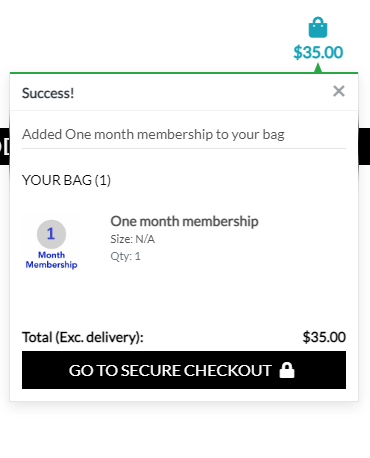 $35.00
Success!
×
Added One month membership to your bag
YOUR BAG (1)
1
Month
Membership
One month membership
Size: N/A
Qty: 1
Total (Exc. delivery): $35.00
GO TO SECURE CHECKOUT